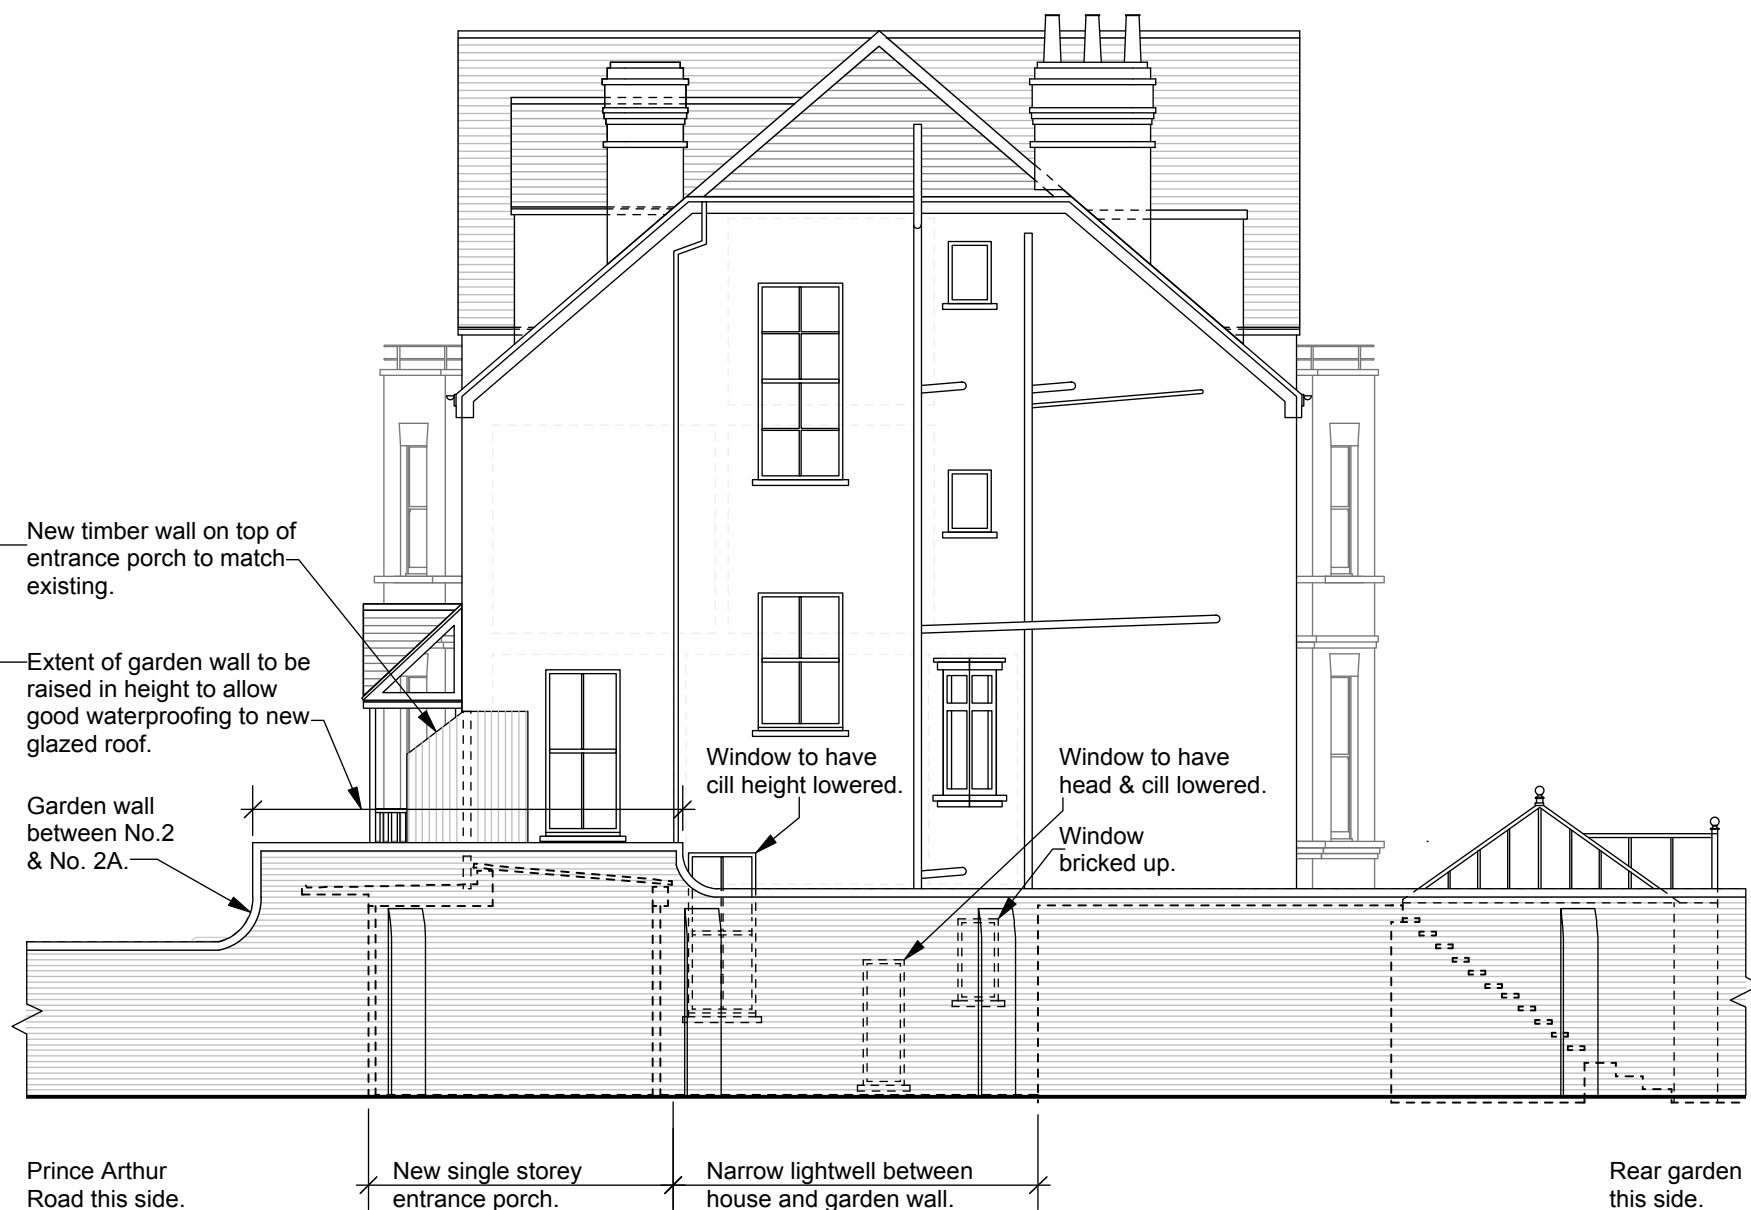 New timber wall on top of
entrance porch to match
existing.
Extent of garden wall to be
raised in height to allow
good waterproofing to new
glazed roof.
Garden wall
between No.2
& No. 2A.
Window to have
cill height lowered.
Window to have
head & cill lowered.
Window
bricked up.
Prince Arthur
Road this side.
New single storey
entrance porch.
Narrow lightwell between
house and garden wall.
Rear garden
this side.